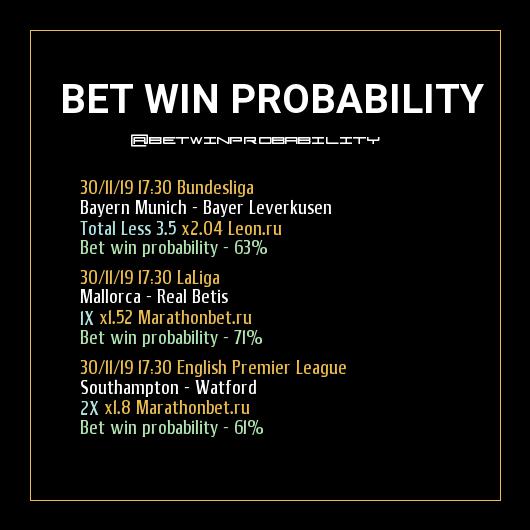 BET WIN PROBABILITY
@BETWINPROBABILITY
30/11/19 17:30 Bundesliga
Bayern Munich - Bayer Leverkusen
Total Less 3.5 x2.04 Leon.ru
Bet win probability - 63%
30/11/19 17:30 LaLiga
Mallorca - Real Betis
1X x1.52 Marathonbet.ru
Bet win probability - 71%
30/11/19 17:30 English Premier League
Southampton - Watford
2X x1.8 Marathonbet.ru
Bet win probability - 61%